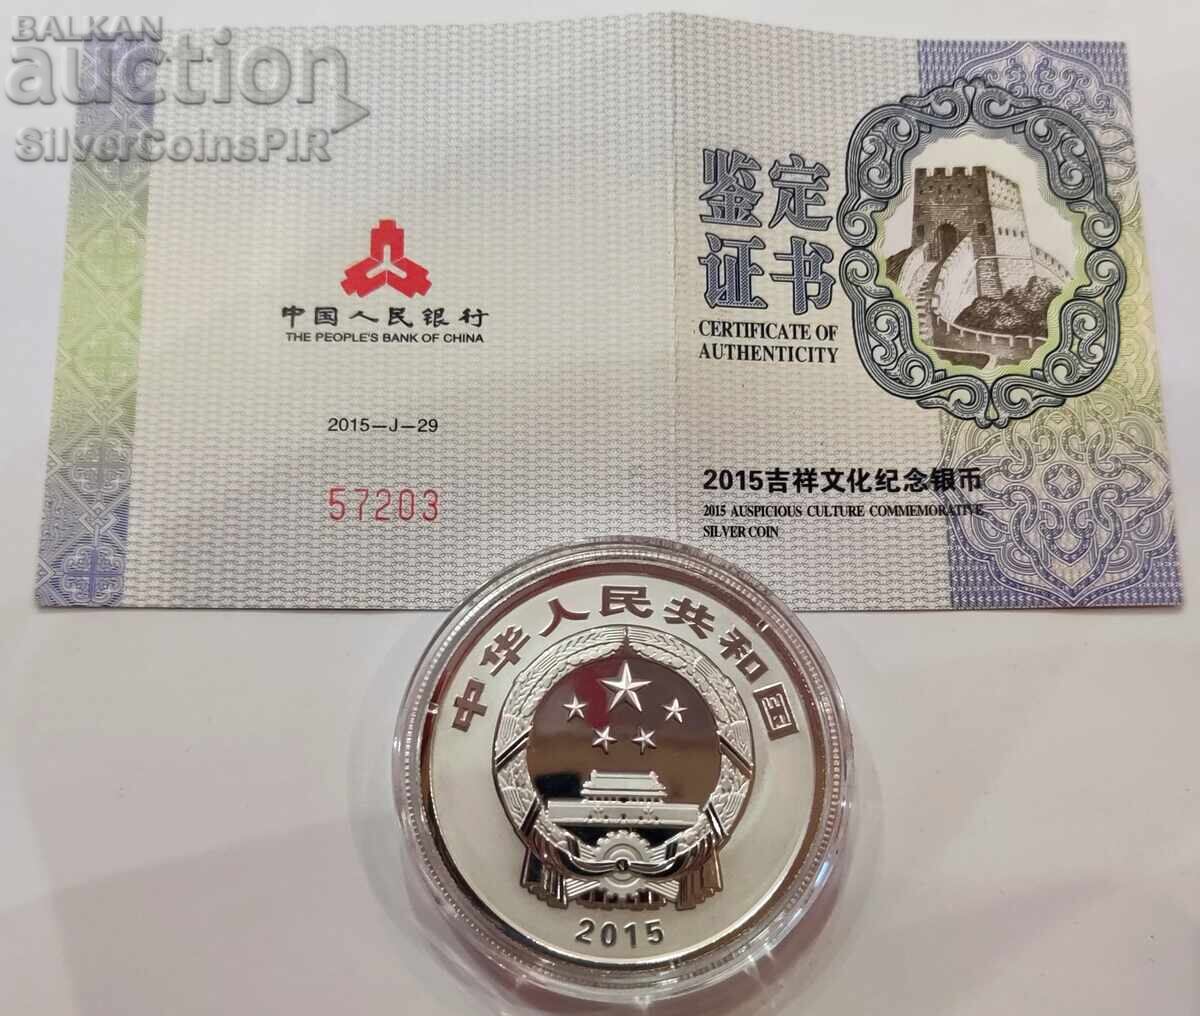 BALKAN
auction
SilverCoinsPIR
中国人民银行
THE PEOPLE'S BANK OF CHINA
2015-J-29
57203
鉴定
证书
CERTIFICATE OF
AUTHENTICITY
2015吉祥文化纪念银币
2015 AUSPICIOUS CULTURE COMMEMORATIVE
SILVER COIN
中华人民共和国
2015